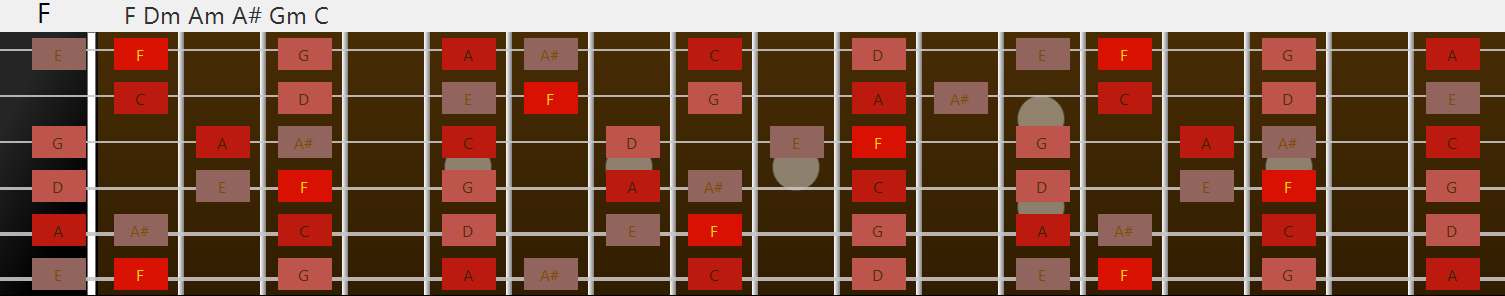 F F Dm Am A# Gm C
E F G A A# C D E F G A
C D E F G A A# C D E
G A A# C D E F G A A# C
D E F G A A# C D E F G
A A# C D E F G A A# C D
E F G A A# C D E F G A